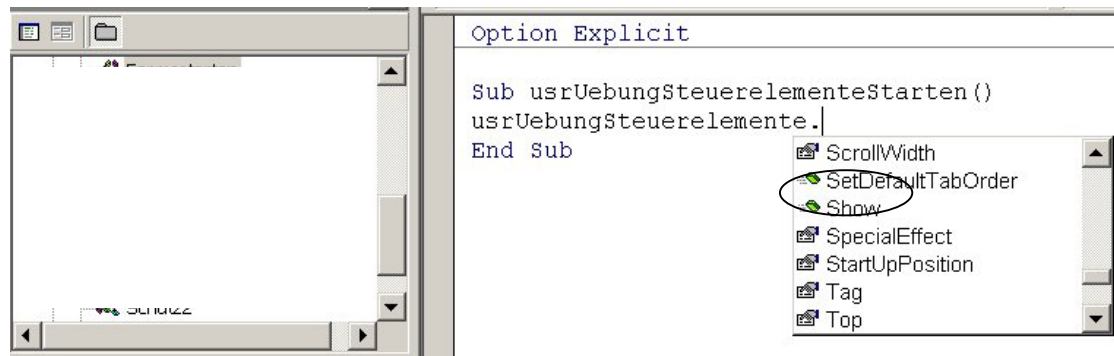 Option Explicit
Sub usrUebungSteuerelementeStarten()
usrUebungSteuerelemente.
End Sub
ScrollWidth
SetDefaultTabOrder
Show
SpecialEffect
StartUpPosition
Tag
Top